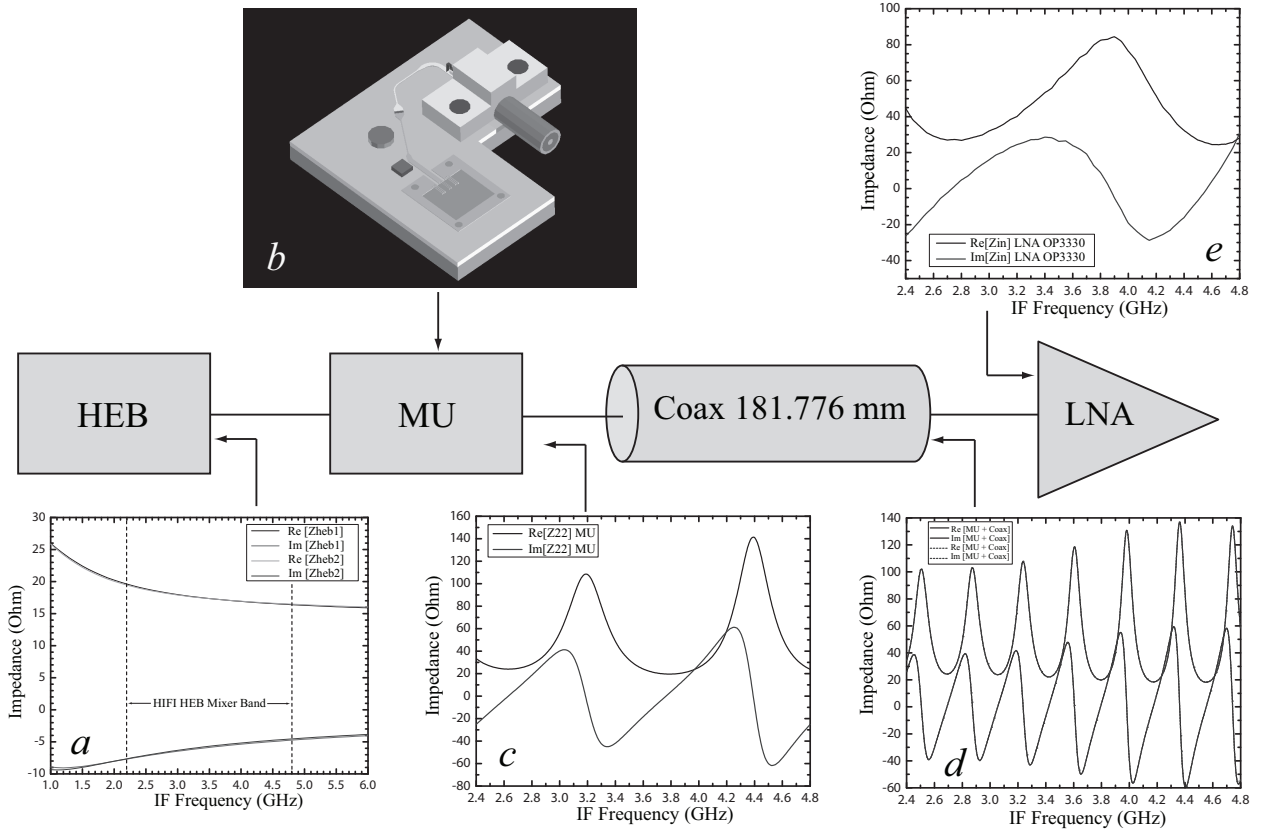 b
100
80
60
40
20
0
-20
-40
Impedance (Ohm)
Re[Zin] LNA OP3330
Im[Zin] LNA OP3330
e
2.4 2.6 2.8 3.0 3.2 3.4 3.6 3.8 4.0 4.2 4.4 4.6 4.8
IF Frequency (GHz)
HEB
MU
Coax 181.776 mm
LNA
30
25
20
15
10
5
0
-5
-10
Impedance (Ohm)
Re [Zheb1]
Im [Zheb1]
Re [Zheb2]
Im [Zheb2]
HIFI HEB Mixer Band
a
1.0 1.5 2.0 2.5 3.0 3.5 4.0 4.5 5.0 5.5 6.0
IF Frequency (GHz)
160
140
120
100
80
60
40
20
0
-20
-40
-60
-80
Impedance (Ohm)
Re[Z22] MU
Im[Z22] MU
c
2.4 2.6 2.8 3.0 3.2 3.4 3.6 3.8 4.0 4.2 4.4 4.6 4.8
IF Frequency (GHz)
140
120
100
80
60
40
20
0
-20
-40
-60
Impedance (Ohm)
Re [MU + Coax]
Im [MU + Coax]
Re [MU + Coax]
Im [MU + Coax]
d
2.4 2.6 2.8 3.0 3.2 3.4 3.6 3.8 4.0 4.2 4.4 4.6 4.8
IF Frequency (GHz)